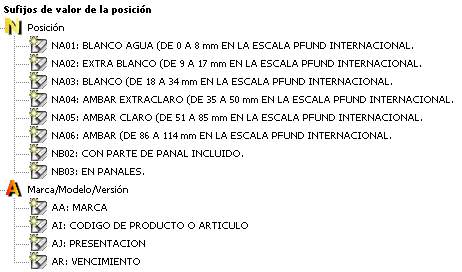 Sufijos de valor de la posición
N Posición
NA01: BLANCO AGUA (DE 0 A 8 mm EN LA ESCALA PFUND INTERNACIONAL.
NA02: EXTRA BLANCO (DE 9 A 17 mm EN LA ESCALA PFUND INTERNACIONAL.
NA03: BLANCO (DE 18 A 34 mm EN LA ESCALA PFUND INTERNACIONAL.
NA04: AMBAR EXTRACLARO (DE 35 A 50 mm EN LA ESCALA PFUND INTERNACIONAL.
NA05: AMBAR CLARO (DE 51 A 85 mm EN LA ESCALA PFUND INTERNACIONAL.
NA06: AMBAR (DE 86 A 114 mm EN LA ESCALA PFUND INTERNACIONAL.
NB02: CON PARTE DE PANAL INCLUIDO.
NB03: EN PANALES.
A Marca/Modelo/Versión
AA: MARCA
AI: CODIGO DE PRODUCTO O ARTICULO
AJ: PRESENTACION
AR: VENCIMIENTO